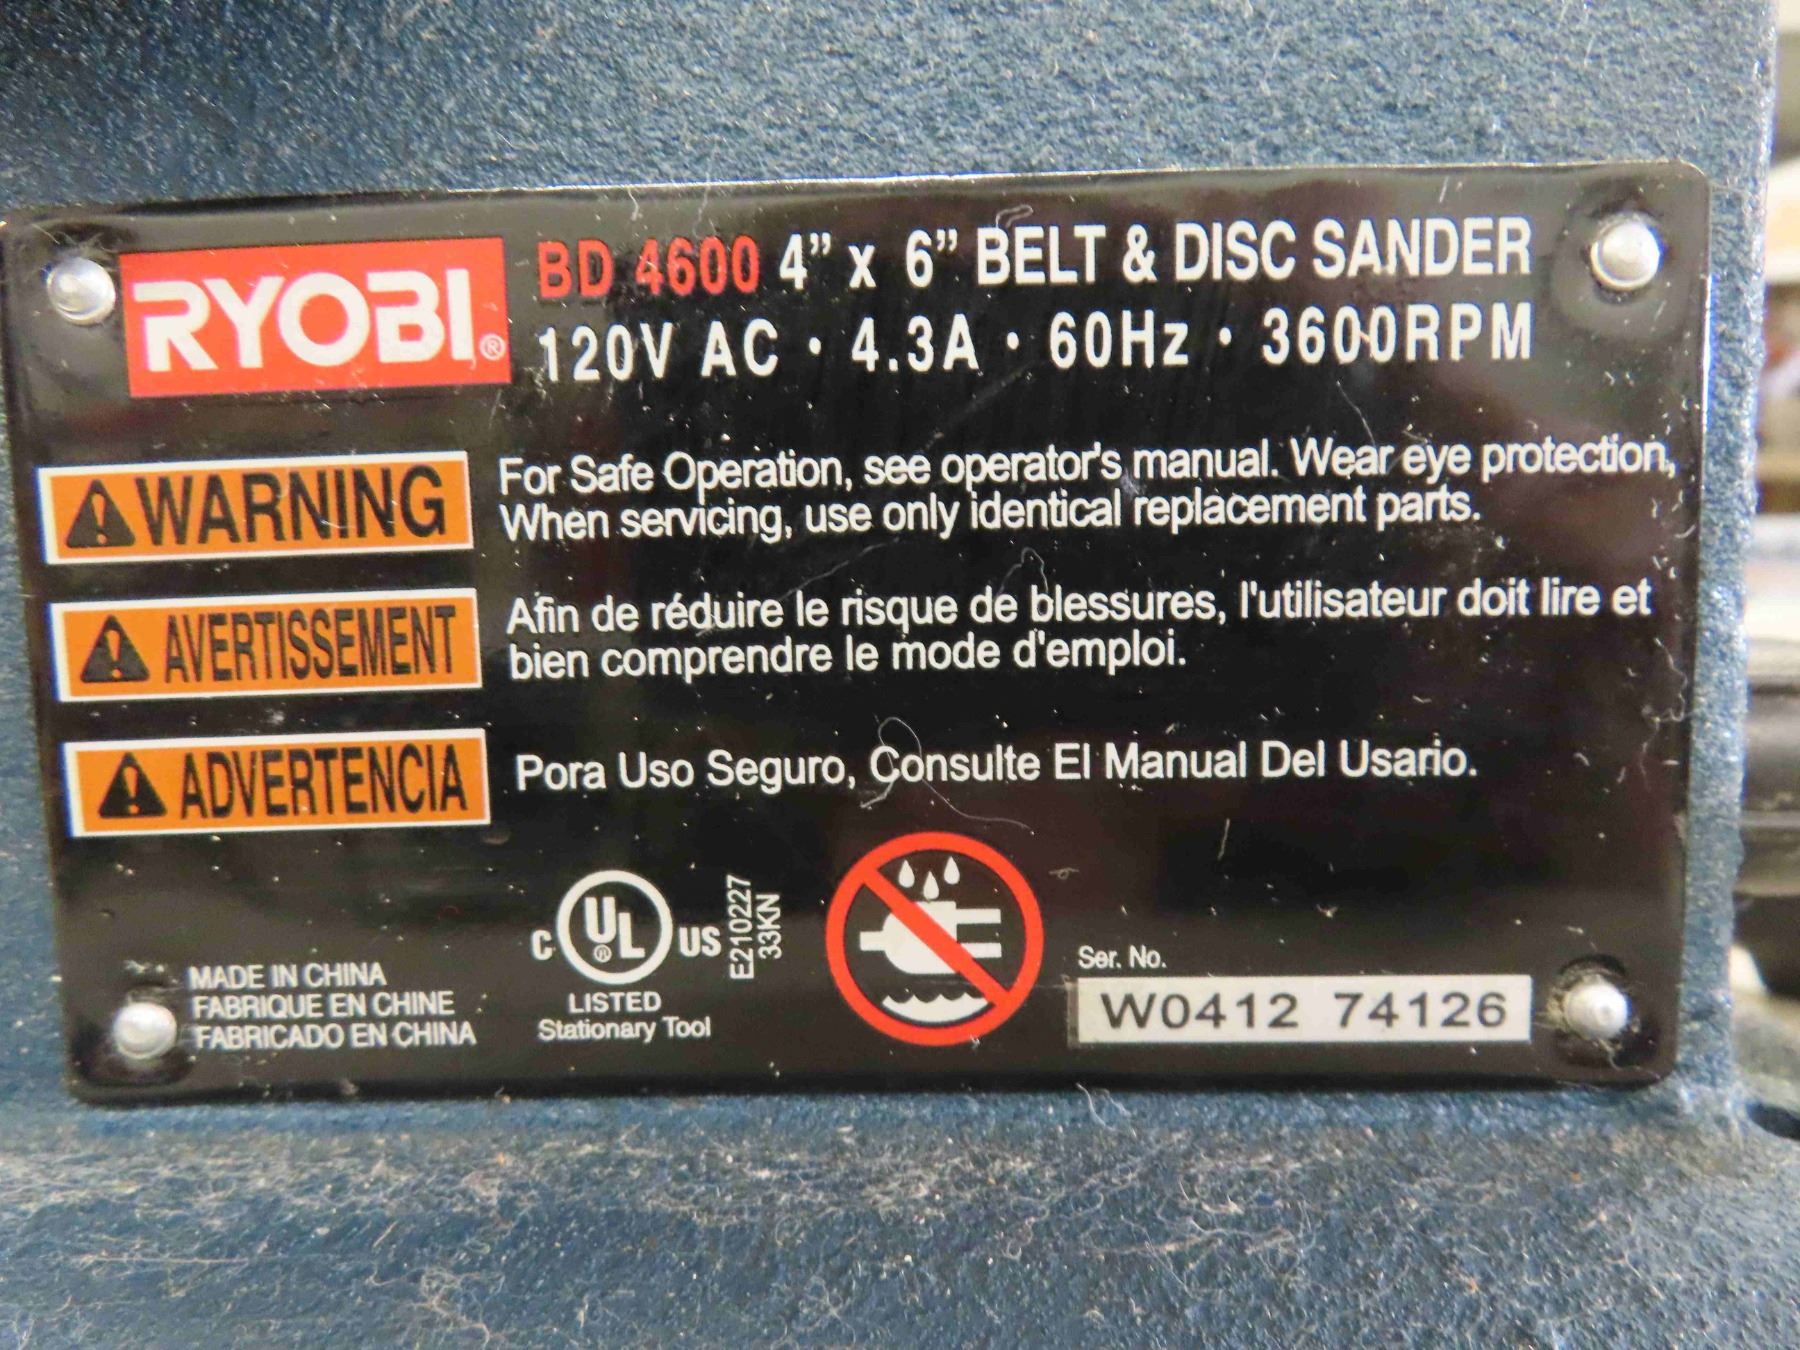 RYOBI®
BD 4600 4” x 6” BELT & DISC SANDER
120V AC · 4.3A · 60Hz · 3600RPM
WARNING
For Safe Operation, see operator's manual. Wear eye protection,
When servicing, use only identical replacement parts.
AVERTISSEMENT
Afin de réduire le risque de blessures, l'utilisateur doit lire et
bien comprendre le mode d'emploi.
ADVERTENCIA
Pora Uso Seguro, Consulte El Manual Del Usario.
MADE IN CHINA
FABRIQUE EN CHINE
FABRICADO EN CHINA
C UL® US
LISTED
Stationary Tool
E210227
33KN
Ser. No.
W0412 74126